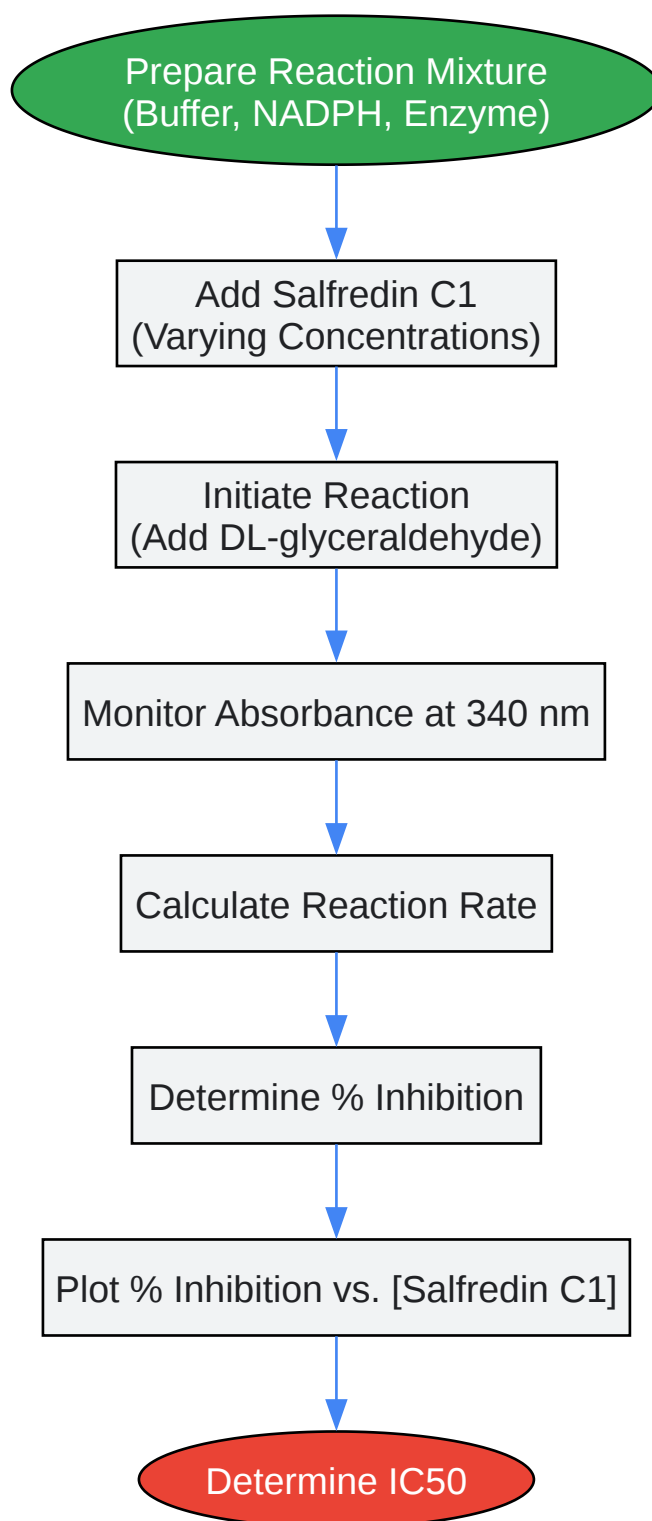 Prepare Reaction Mixture
(Buffer, NADPH, Enzyme)
Add Salfredin C1
(Varying Concentrations)
Initiate Reaction
(Add DL-glyceraldehyde)
Monitor Absorbance at 340 nm
Calculate Reaction Rate
Determine % Inhibition
Plot % Inhibition vs. [Salfredin C1]
Determine IC50